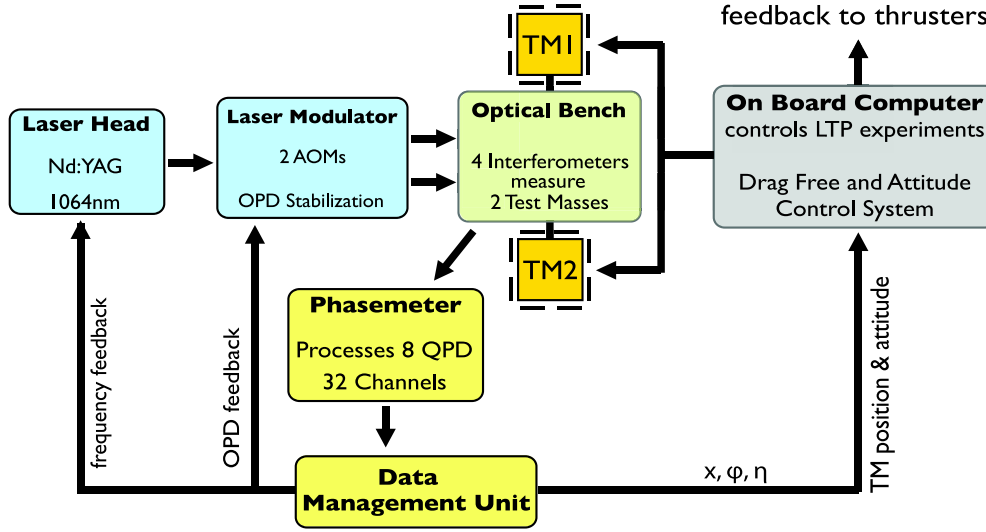 feedback to thrusters
TM1
Laser Head
Nd:YAG
1064nm
Laser Modulator
2 AOMs
OPD Stabilization
Optical Bench
4 Interferometers
measure
2 Test Masses
On Board Computer
controls LTP experiments
Drag Free and Attitude
Control System
TM2
Phasemeter
Processes 8 QPD
32 Channels
frequency feedback
OPD feedback
TM position & attitude
x, φ, η
Data
Management Unit